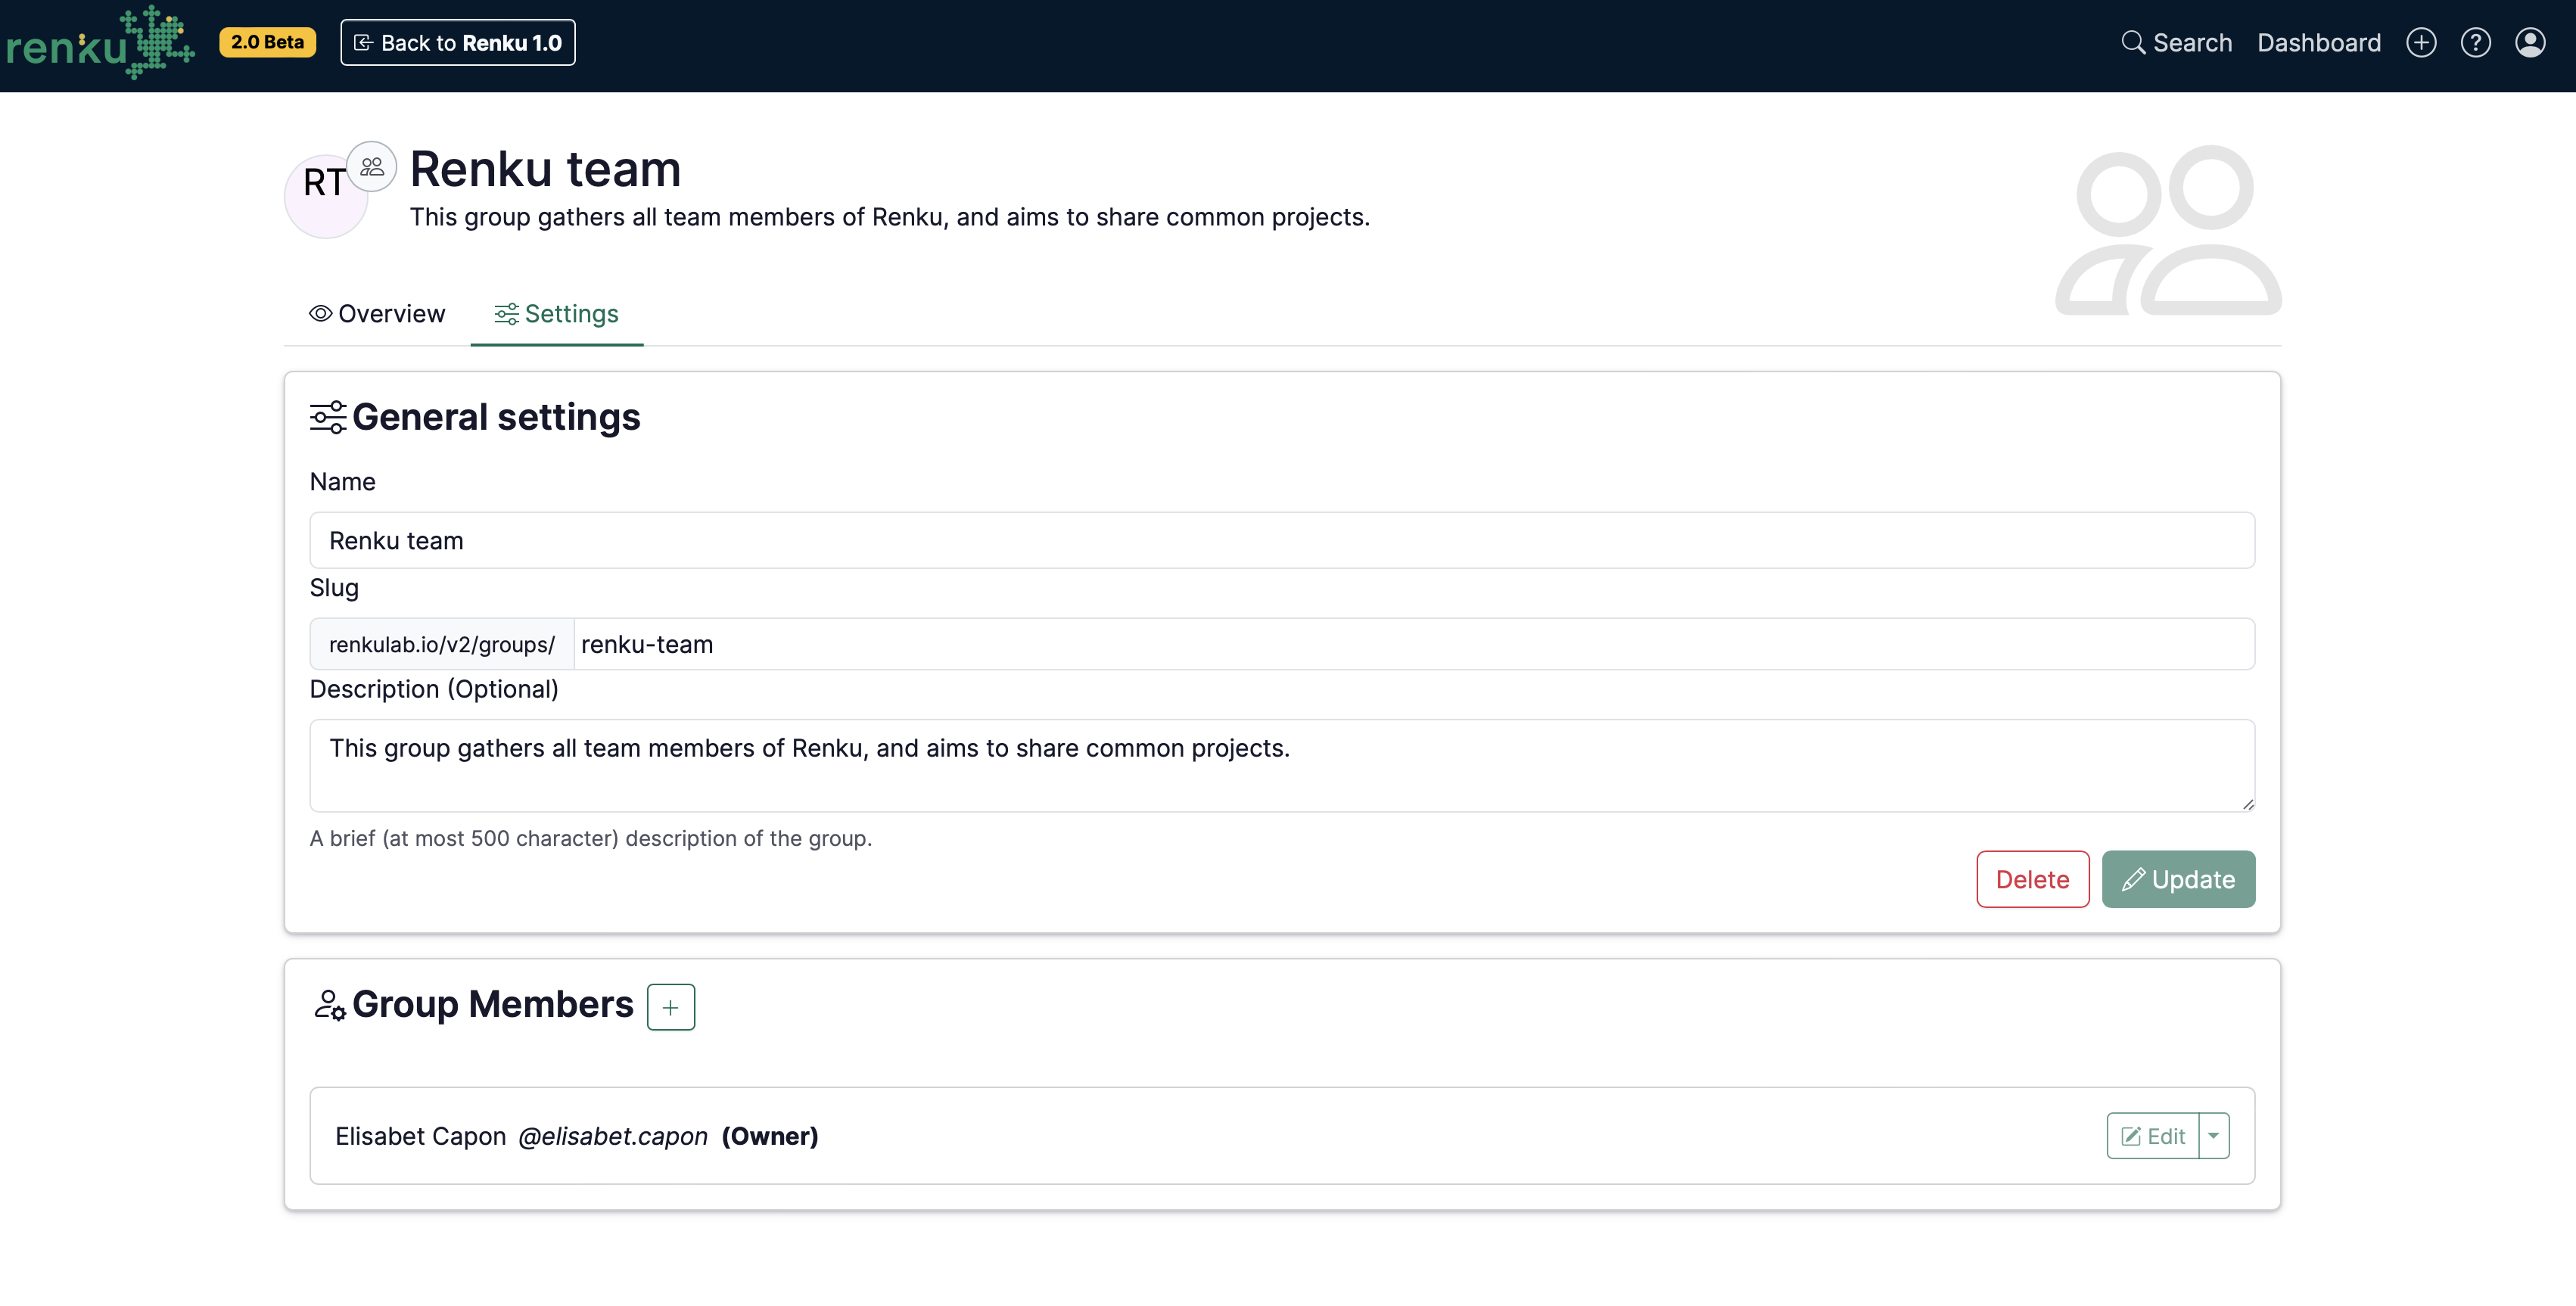 renku 2.0 Beta Back to Renku 1.0 Search Dashboard
RT Renku team
This group gathers all team members of Renku, and aims to share common projects.
Overview Settings
General settings
Name
Renku team
Slug
renkulab.io/v2/groups/ renku-team
Description (Optional)
This group gathers all team members of Renku, and aims to share common projects.
A brief (at most 500 character) description of the group.
Delete Update
Group Members +
Elisabet Capon @elisabet.capon (Owner) Edit